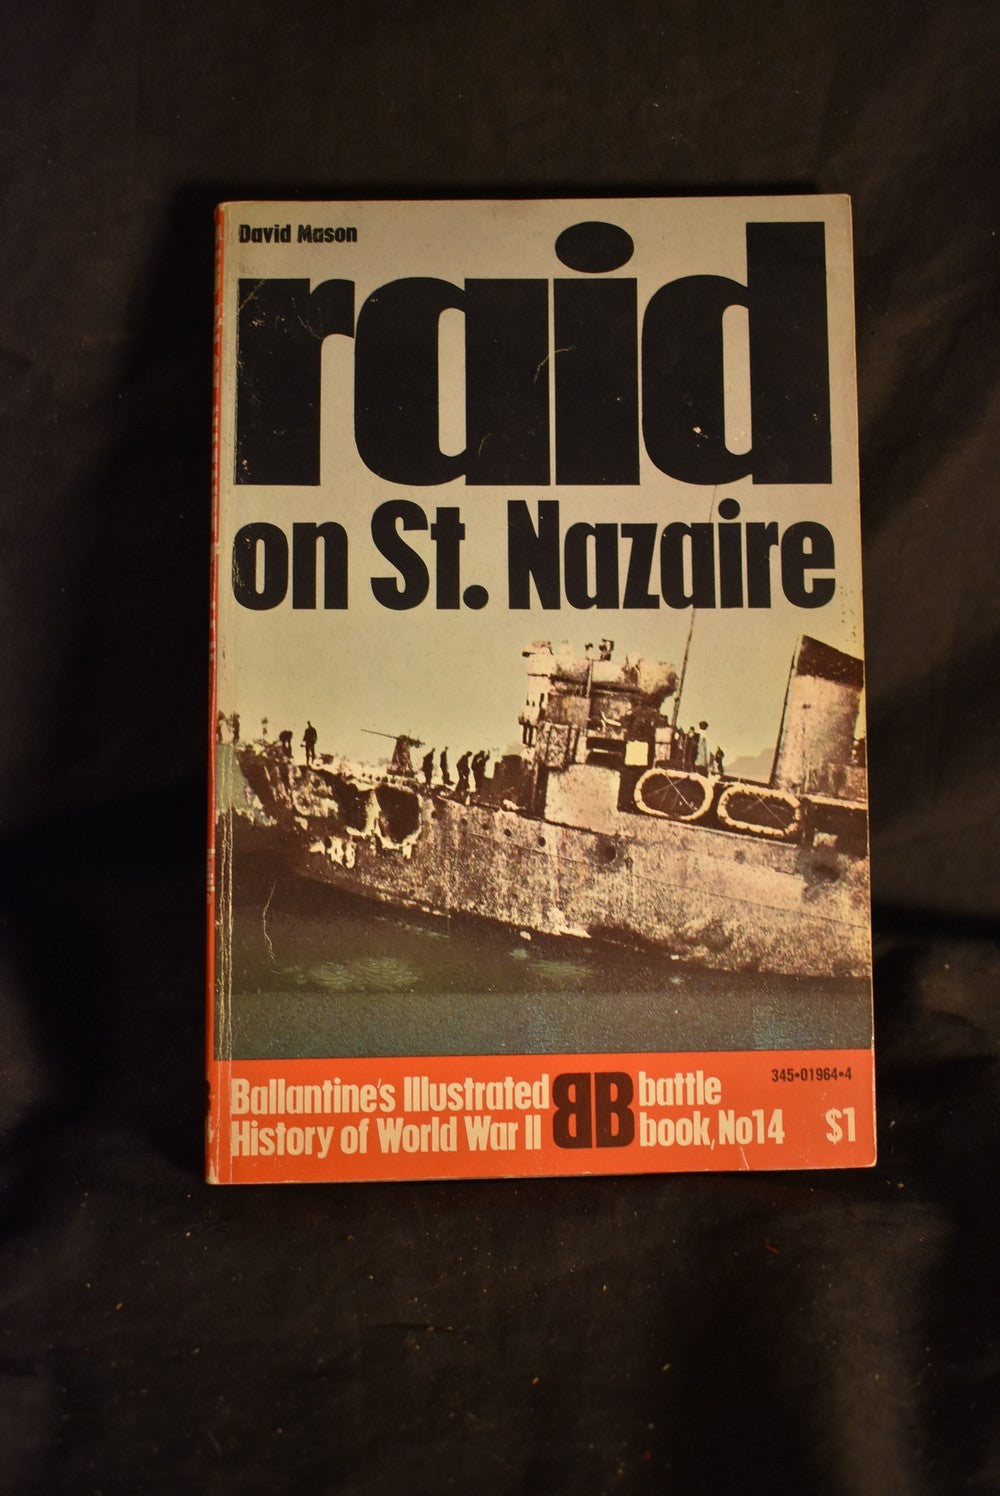 David Mason
raid
on St. Nazaire
Ballantine's Illustrated
History of World War II
BB
battle
book, No14
345•01964•4
$1